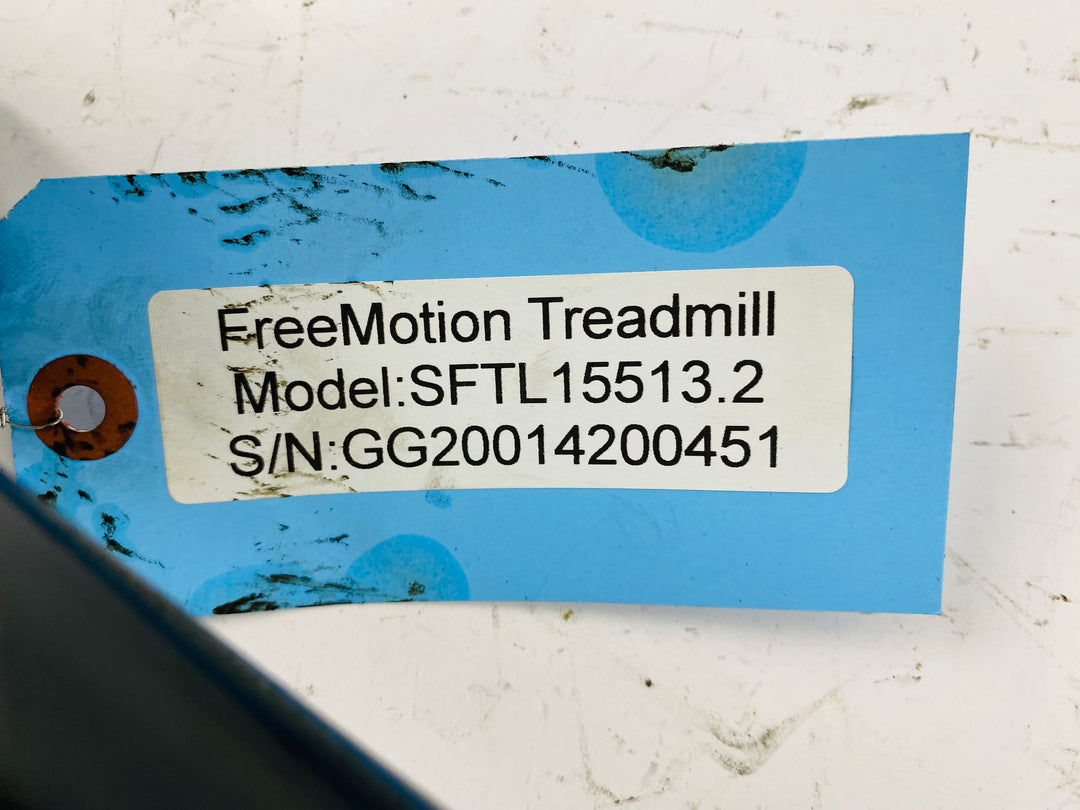 FreeMotion Treadmill
Model:SFTL15513.2
S/N:GG20014200451